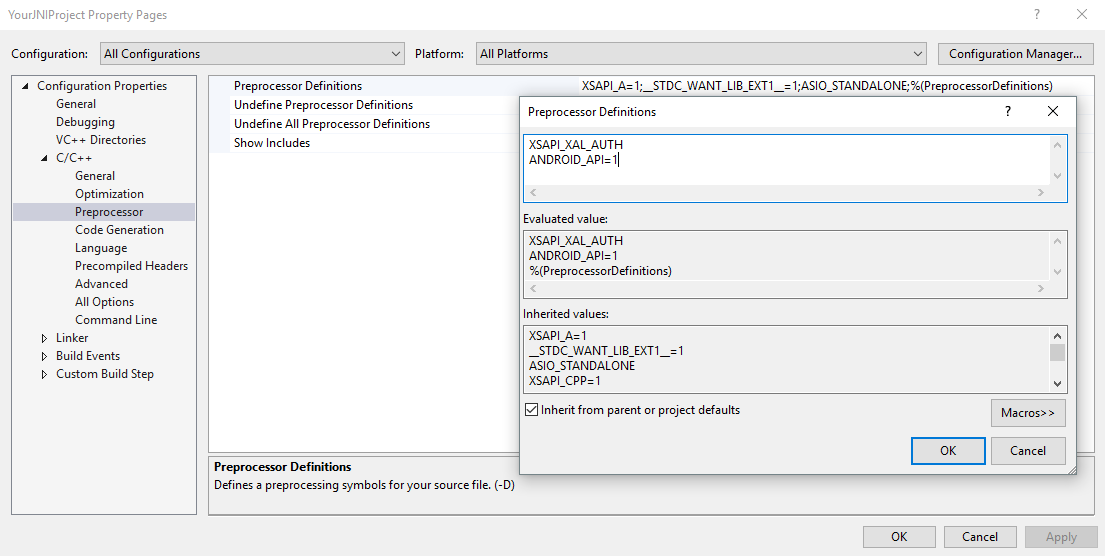 YourJNIProject Property Pages
?
Configuration: All Configurations Platform: All Platforms Configuration Manager...
Configuration Properties
General
Debugging
VC++ Directories
C/C++
General
Optimization
Preprocessor
Code Generation
Language
Precompiled Headers
Advanced
All Options
Command Line
Linker
Build Events
Custom Build Step
Preprocessor Definitions XSAPI_A=1;__STDC_WANT_LIB_EXT1__=1;ASIO_STANDALONE;%(PreprocessorDefinitions)
Undefine Preprocessor Definitions
Undefine All Preprocessor Definitions
Show Includes
Preprocessor Definitions ?
XSAPI_XAL_AUTH
ANDROID_API=1
Evaluated value:
XSAPI_XAL_AUTH
ANDROID_API=1
%(PreprocessorDefinitions)
Inherited values:
XSAPI_A=1
__STDC_WANT_LIB_EXT1__=1
ASIO_STANDALONE
XSAPI_CPP=1
Inherit from parent or project defaults
Macros>>
OK Cancel
Preprocessor Definitions
Defines a preprocessing symbols for your source file. (-D)
OK Cancel Apply